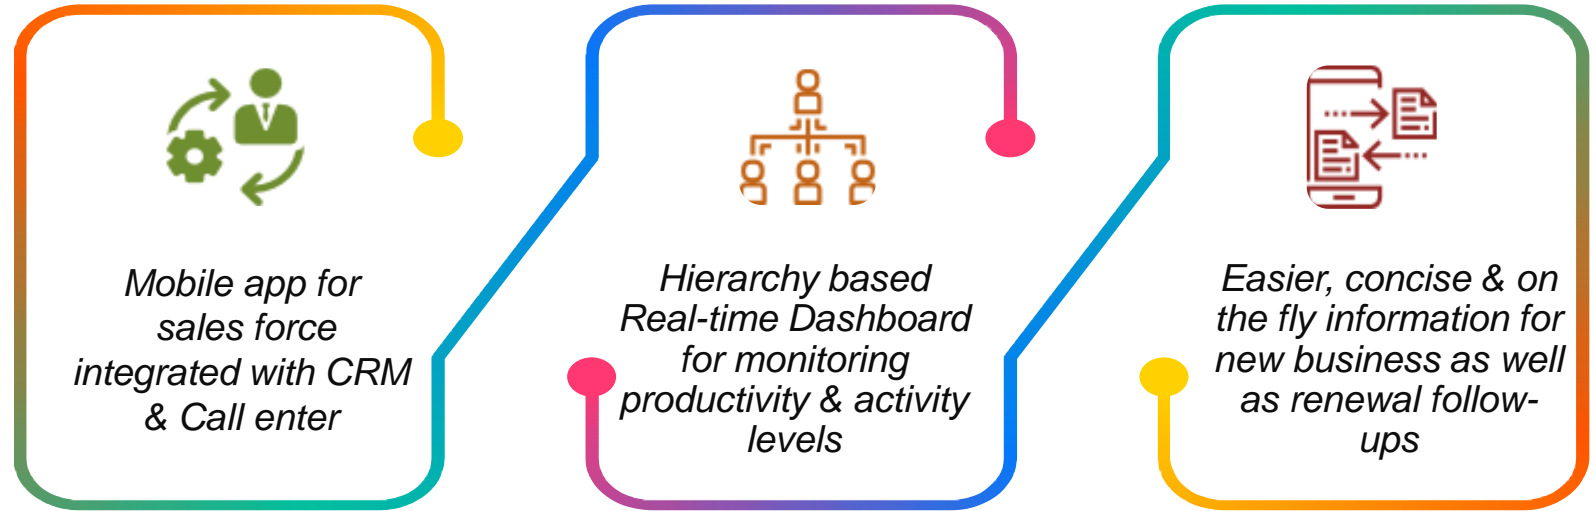 Mobile app for
sales force
integrated with CRM
& Call enter
Hierarchy based
Real-time Dashboard
for monitoring
productivity & activity
levels
Easier, concise & on
the fly information for
new business as well
as renewal follow-
ups